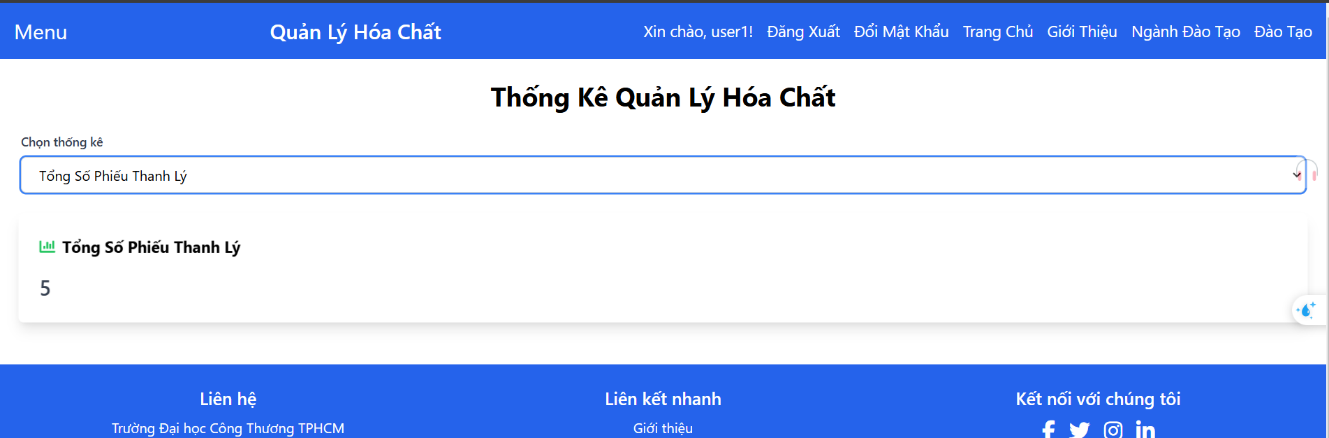 Menu
Quản Lý Hóa Chất
Xin chào, user1! Đăng Xuất Đổi Mật Khẩu Trang Chủ Giới Thiệu Ngành Đào Tạo Đào Tạo
Thống Kê Quản Lý Hóa Chất
Chọn thống kê
Tổng Số Phiếu Thanh Lý
Tổng Số Phiếu Thanh Lý
5
Liên hệ
Trường Đại học Công Thương TPHCM
Liên kết nhanh
Giới thiệu
Kết nối với chúng tôi